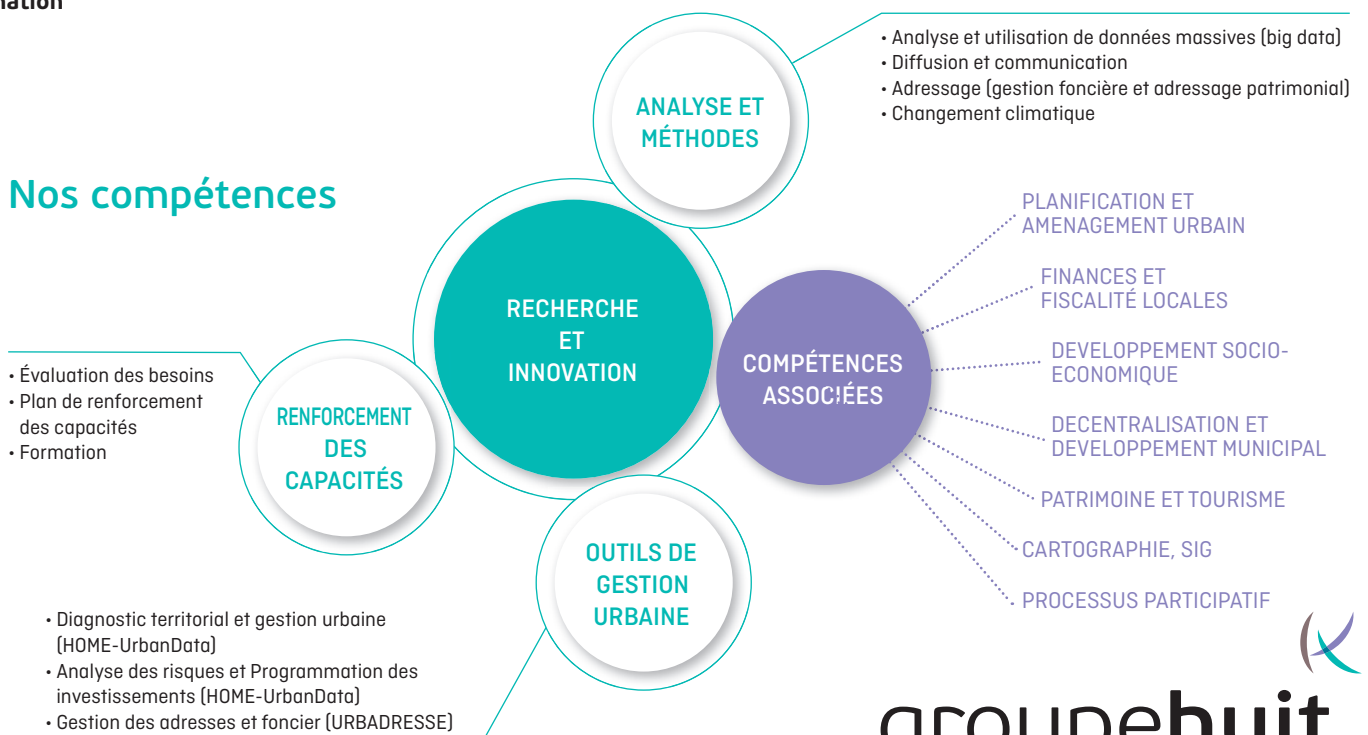 Nos compétences
ANALYSE ET
MÉTHODES
• Analyse et utilisation de données massives (big data)
• Diffusion et communication
• Adressage (gestion foncière et adressage patrimonial)
• Changement climatique
RECHERCHE
ET
INNOVATION
COMPÉTENCES
ASSOCIÉES
PLANIFICATION ET
AMENAGEMENT URBAIN
FINANCES ET
FISCALITÉ LOCALES
DEVELOPPEMENT SOCIO-
ECONOMIQUE
DECENTRALISATION ET
DEVELOPPEMENT MUNICIPAL
PATRIMOINE ET TOURISME
CARTOGRAPHIE, SIG
PROCESSUS PARTICIPATIF
• Évaluation des besoins
• Plan de renforcement
des capacités
• Formation
RENFORCEMENT
DES
CAPACITÉS
OUTILS DE
GESTION
URBAINE
• Diagnostic territorial et gestion urbaine
(HOME-UrbanData)
• Analyse des risques et Programmation des
investissements (HOME-UrbanData)
• Gestion des adresses et foncier (URBADRESSE)
groupehuit